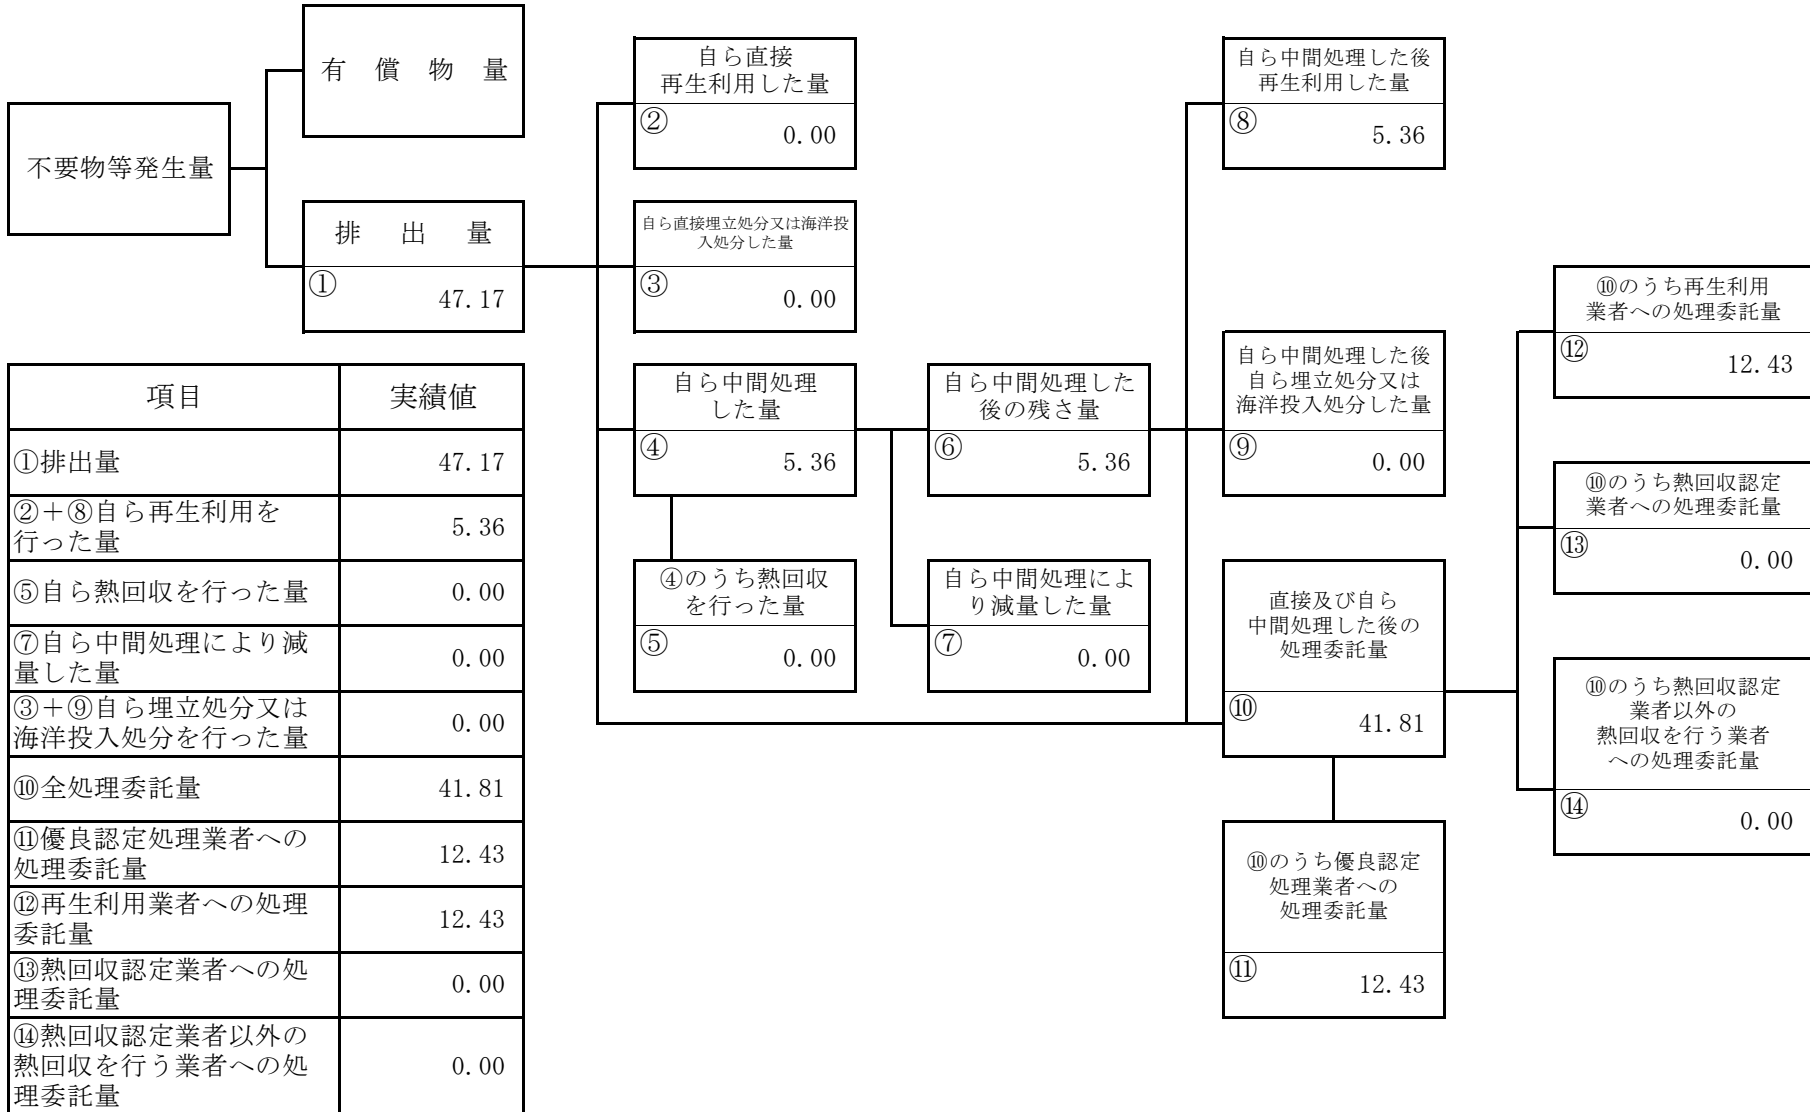 有 償 物 量
不要物等発生量
排 出 量
①
47.17
自ら直接
再生利用した量
②
0.00
自ら直接埋立処分又は海洋投
入処分した量
③
0.00
自ら中間処理
した量
④
5.36
④のうち熱回収
を行った量
⑤
0.00
自ら中間処理した
後の残さ量
⑥
5.36
自ら中間処理によ
り減量した量
⑦
0.00
自ら中間処理した後
再生利用した量
⑧
5.36
自ら中間処理した後
自ら埋立処分又は
海洋投入処分した量
⑨
0.00
直接及び自ら
中間処理した後の
処理委託量
⑩
41.81
⑩のうち優良認定
処理業者への
処理委託量
⑪
12.43
⑩のうち再生利用
業者への処理委託量
⑫
12.43
⑩のうち熱回収認定
業者への処理委託量
⑬
0.00
⑩のうち熱回収認定
業者以外の
熱回収を行う業者
への処理委託量
⑭
0.00
項目 実績値
①排出量 47.17
②＋⑧自ら再生利用を
行った量 5.36
⑤自ら熱回収を行った量 0.00
⑦自ら中間処理により減
量した量 0.00
③＋⑨自ら埋立処分又は
海洋投入処分を行った量 0.00
⑩全処理委託量 41.81
⑪優良認定処理業者への
処理委託量 12.43
⑫再生利用業者への処理
委託量 12.43
⑬熱回収認定業者への処
理委託量 0.00
⑭熱回収認定業者以外の
熱回収を行う業者への処
理委託量 0.00